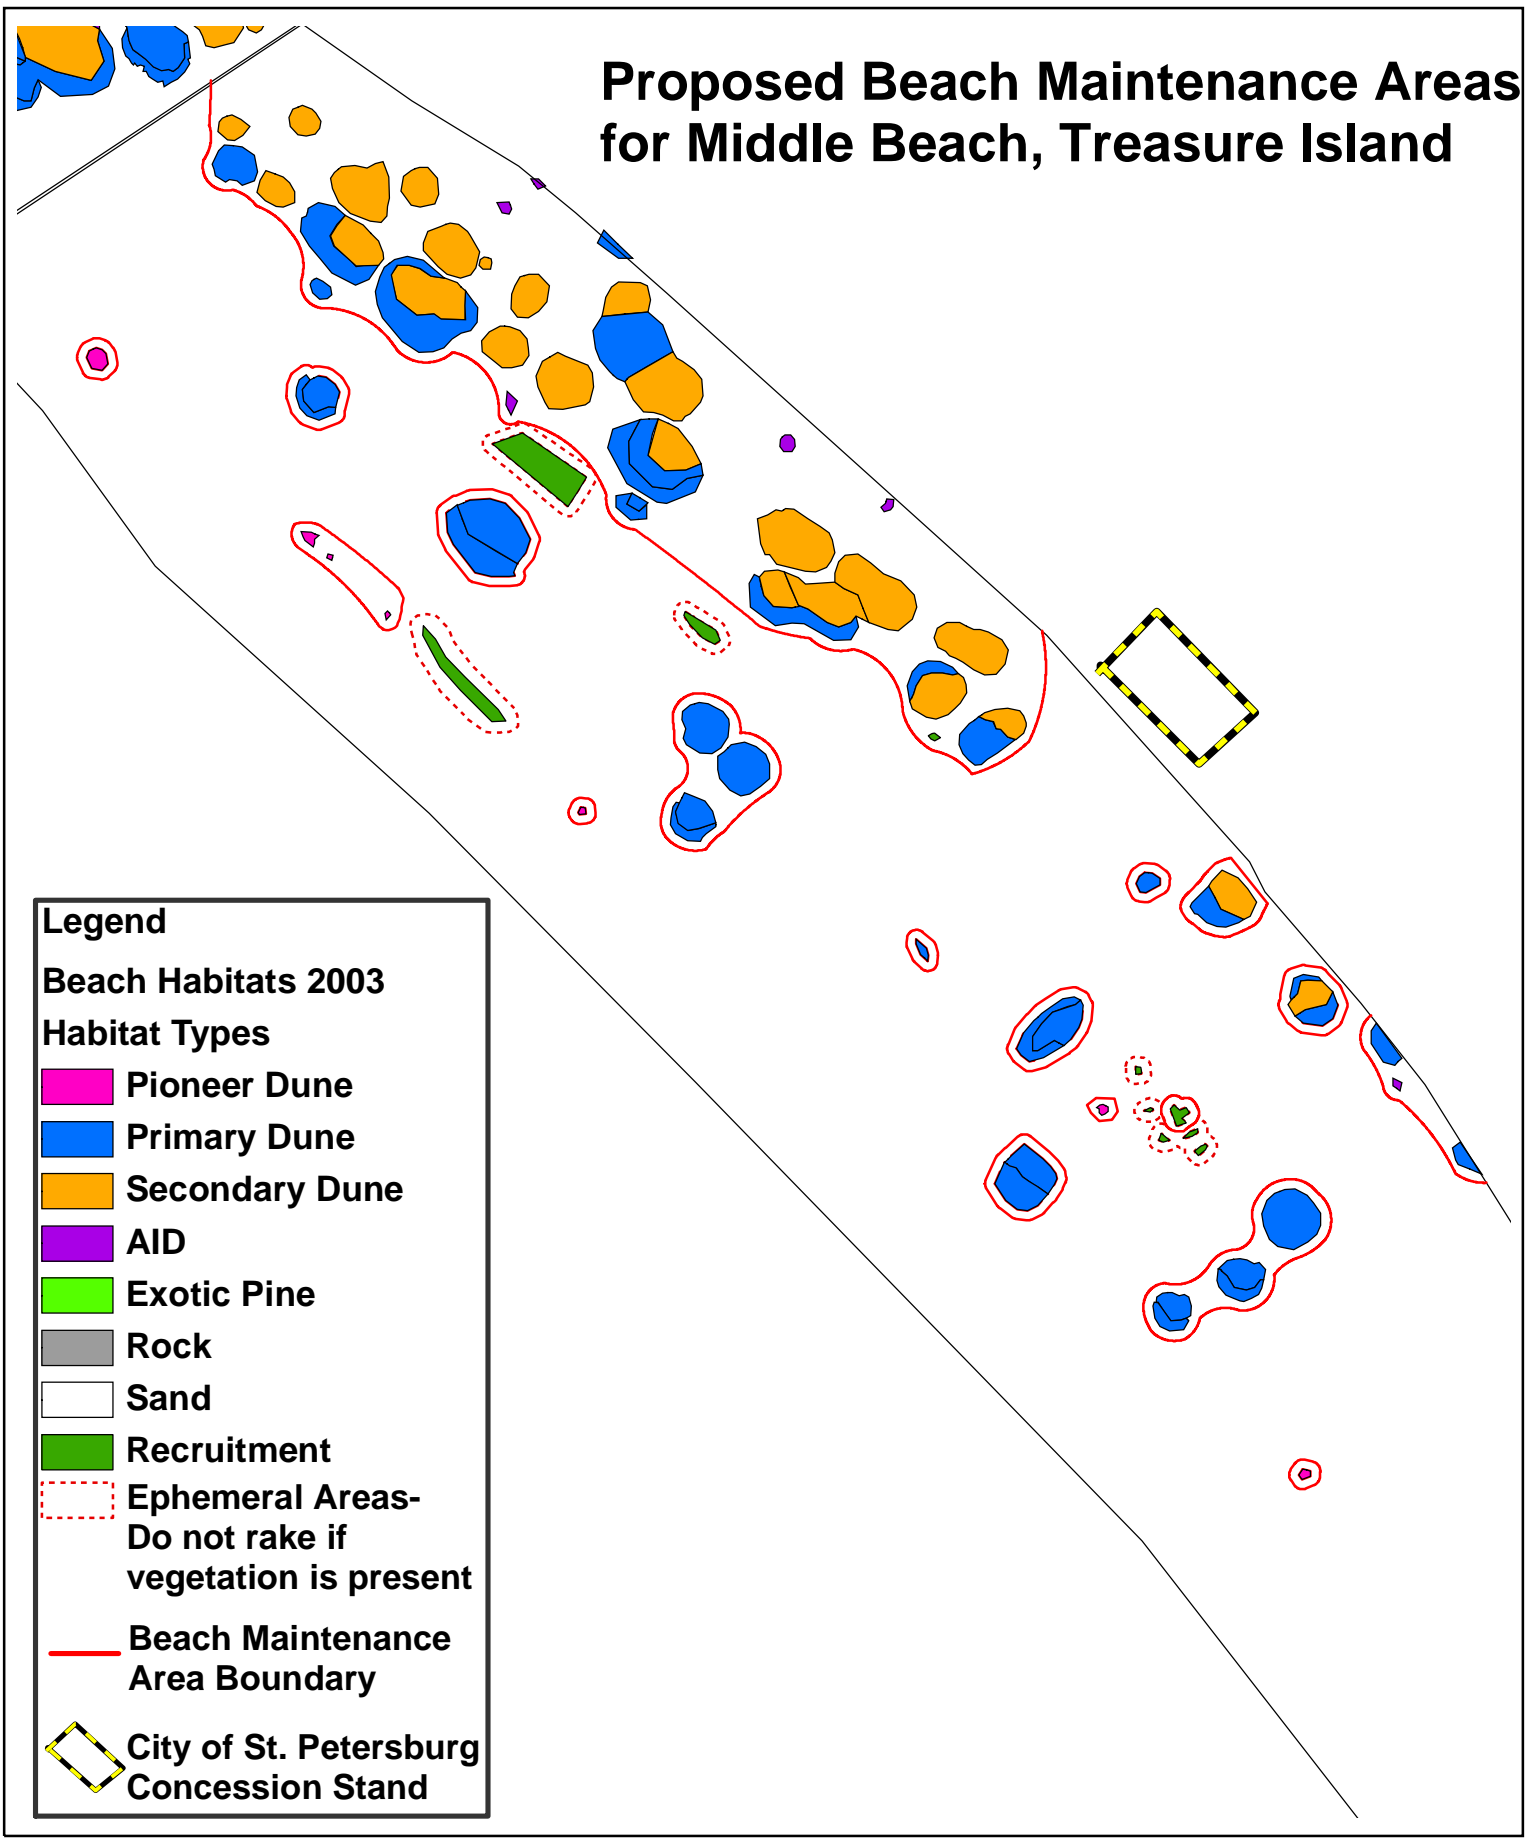 Proposed Beach Maintenance Areas
for Middle Beach, Treasure Island
Legend
Beach Habitats 2003
Habitat Types
Pioneer Dune
Primary Dune
Secondary Dune
AID
Exotic Pine
Rock
Sand
Recruitment
Ephemeral Areas-
Do not rake if
vegetation is present
Beach Maintenance
Area Boundary
City of St. Petersburg
Concession Stand